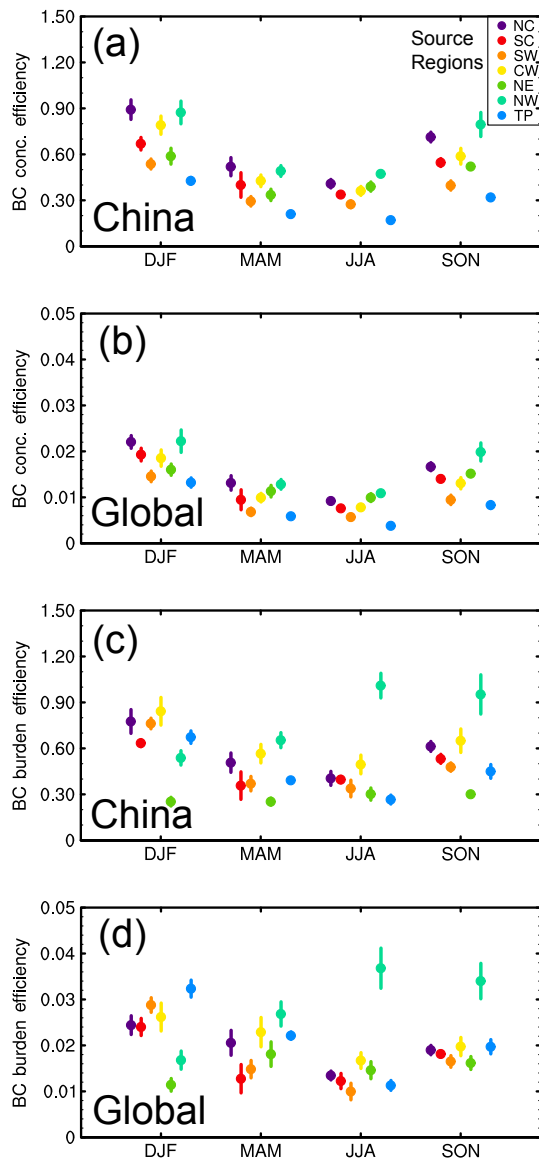 1.50
1.20
0.90
0.60
0.30
0
BC conc. efficiency
(a)
China
Source
Regions
NC
SC
SW
CW
NE
NW
TP
DJF MAM JJA SON
0.05
0.04
0.03
0.02
0.01
0
BC conc. efficiency
(b)
Global
DJF MAM JJA SON
1.50
1.20
0.90
0.60
0.30
0
BC burden efficiency
(c)
China
DJF MAM JJA SON
0.05
0.04
0.03
0.02
0.01
0
BC burden efficiency
(d)
Global
DJF MAM JJA SON